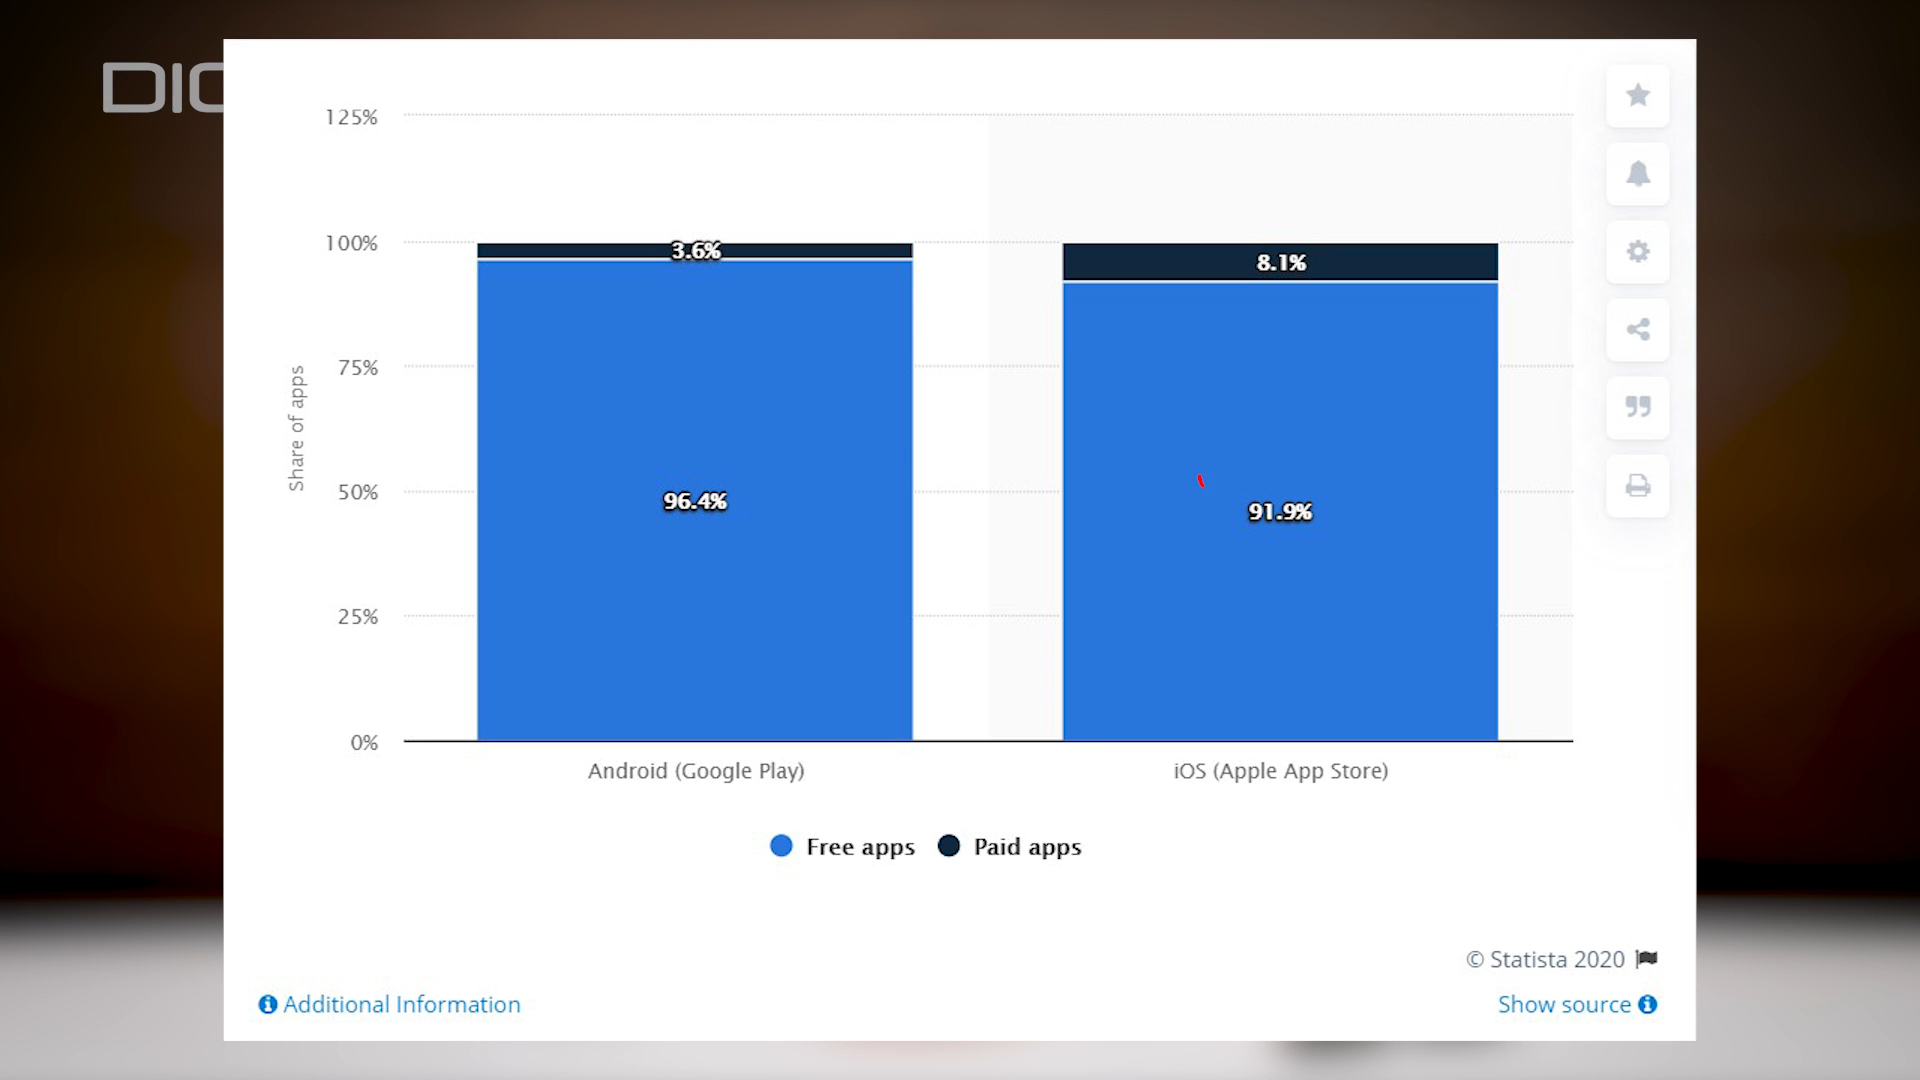 125%
100%
75%
50%
25%
0%
Share of apps
3.6%
8.1%
96.4%
91.9%
Android (Google Play)
iOS (Apple App Store)
Free apps
Paid apps
© Statista 2020
Additional Information
Show source